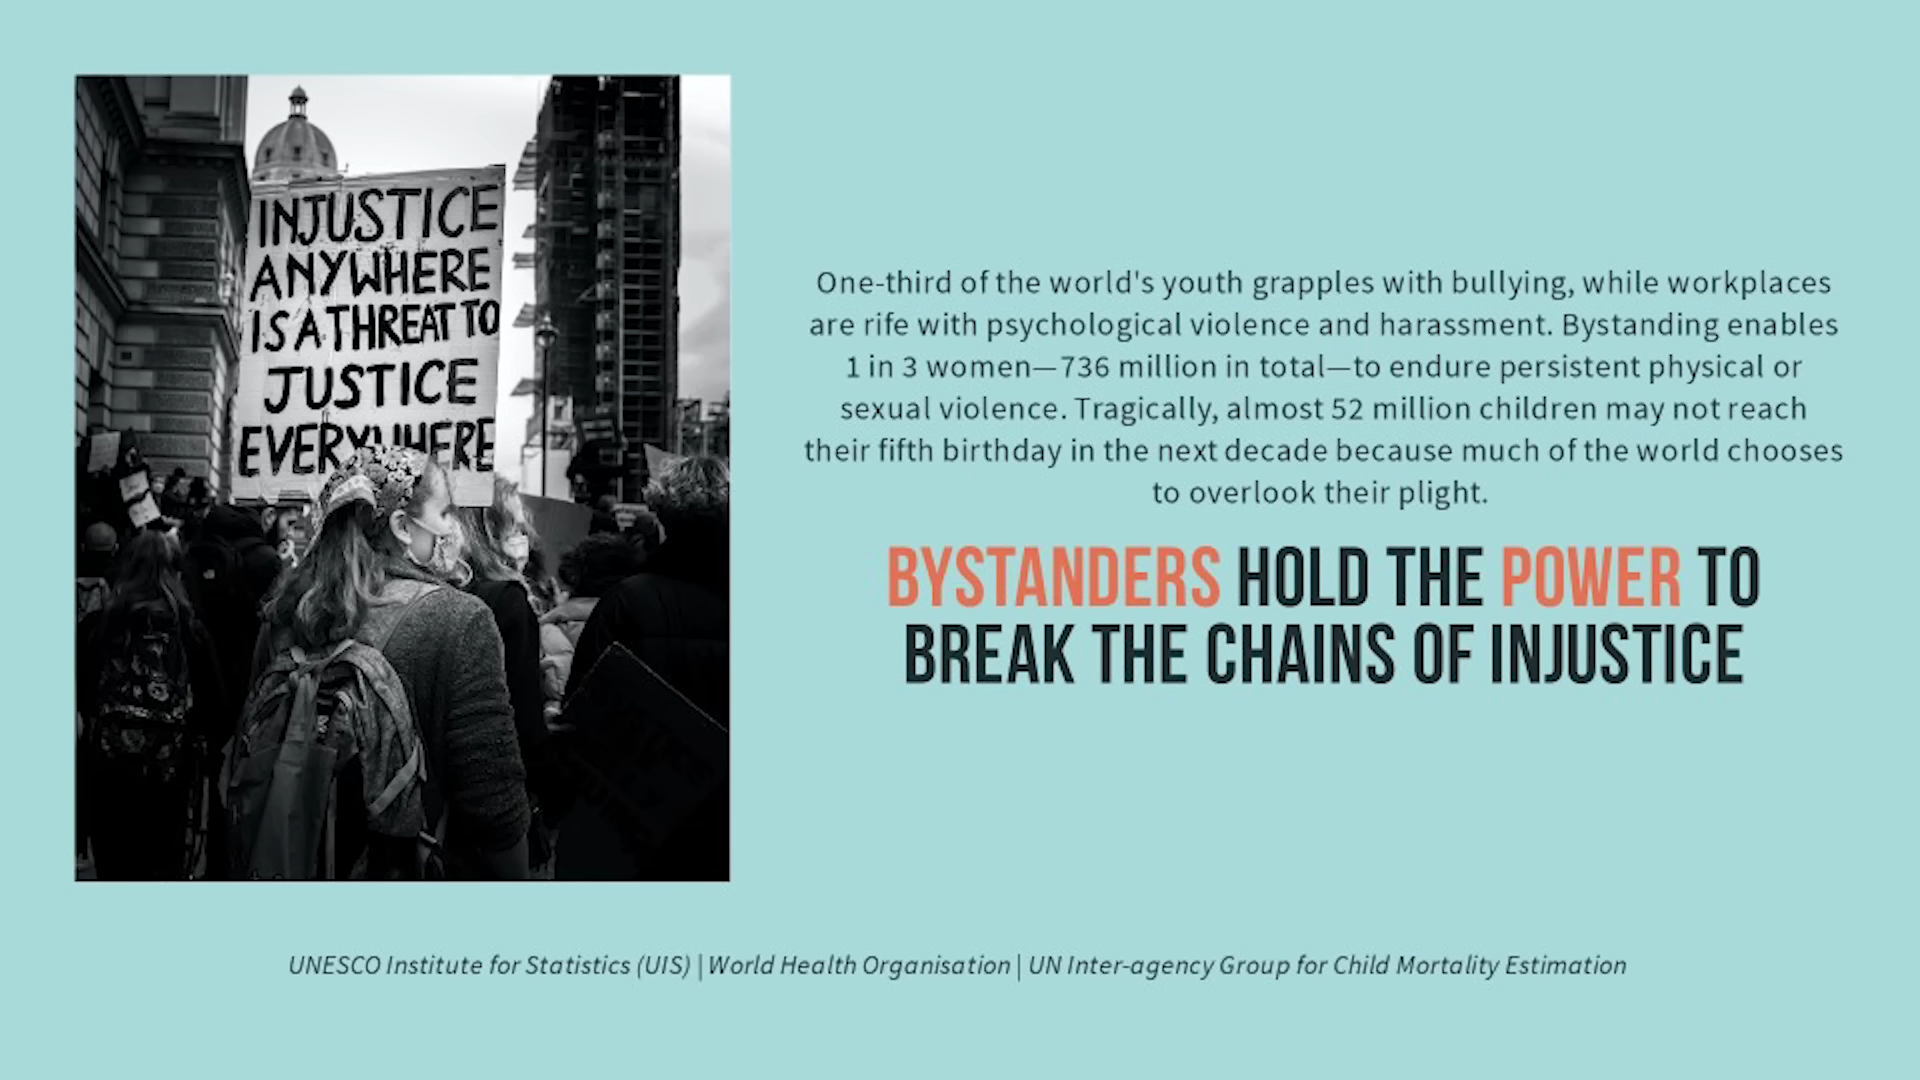 INJUSTICE
ANYWHERE
IS A THREAT TO
JUSTICE
EVERYWHERE
One-third of the world's youth grapples with bullying, while workplaces
are rife with psychological violence and harassment. Bystanding enables
1 in 3 women—736 million in total—to endure persistent physical or
sexual violence. Tragically, almost 52 million children may not reach
their fifth birthday in the next decade because much of the world chooses
to overlook their plight.
BYSTANDERS HOLD THE POWER TO
BREAK THE CHAINS OF INJUSTICE
UNESCO Institute for Statistics (UIS) | World Health Organisation | UN Inter-agency Group for Child Mortality Estimation